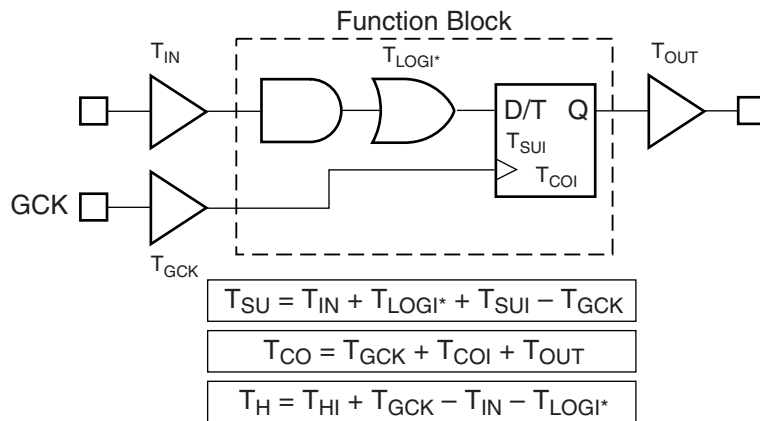 Function Block
T_IN
T_LOGI*
T_OUT
D/T Q
T_SUI
T_COI
GCK
T_GCK
T_SU = T_IN + T_LOGI* + T_SUI – T_GCK
T_CO = T_GCK + T_COI + T_OUT
T_H = T_HI + T_GCK – T_IN – T_LOGI*